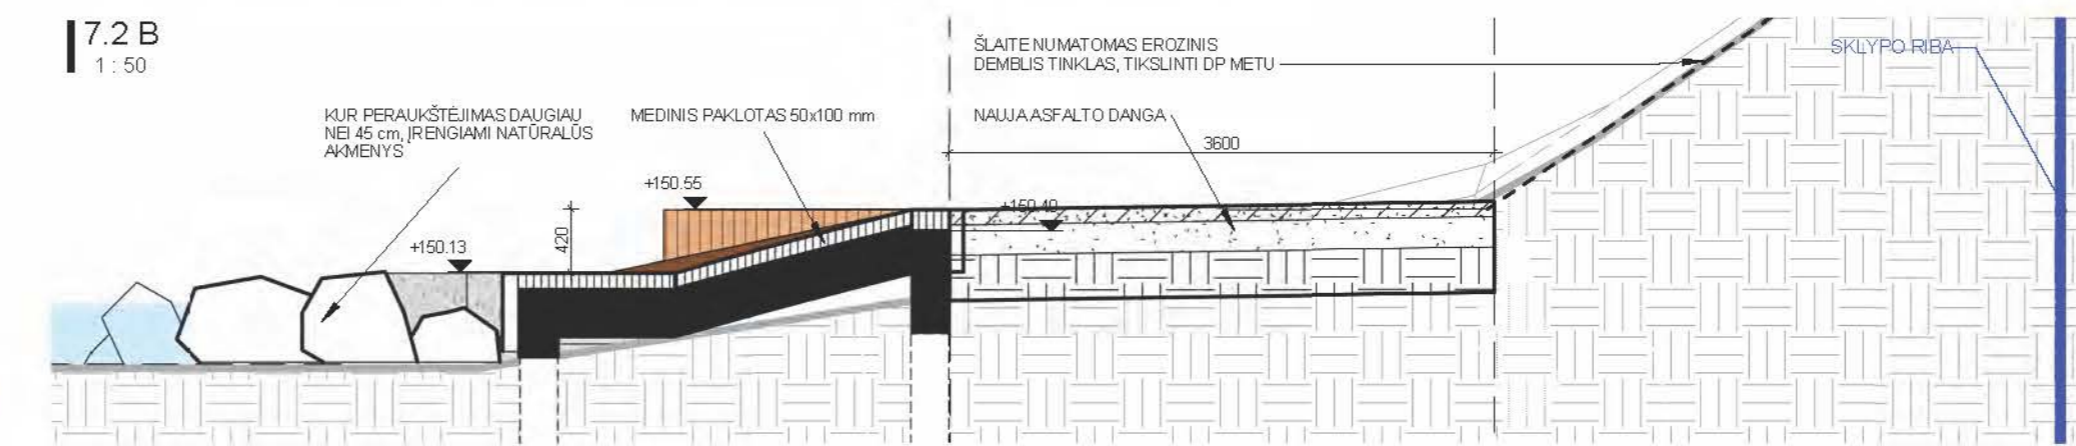 7.2 B
1 : 50
ŠLAITE NUMATOMAS EROZINIS
DEMBLIS TINKLAS, TIKSLINTI DP METU
SKLYPO RIBA
KUR PERAUKŠTĖJIMAS DAUGIAU
NEI 45 cm, ĮRENGIAMI NATŪRALŪS
AKMENYS
MEDINIS PAKLOTAS 50x100 mm
NAUJA ASFALTO DANGA
3600
+150.55
+150.40
420
+150.13